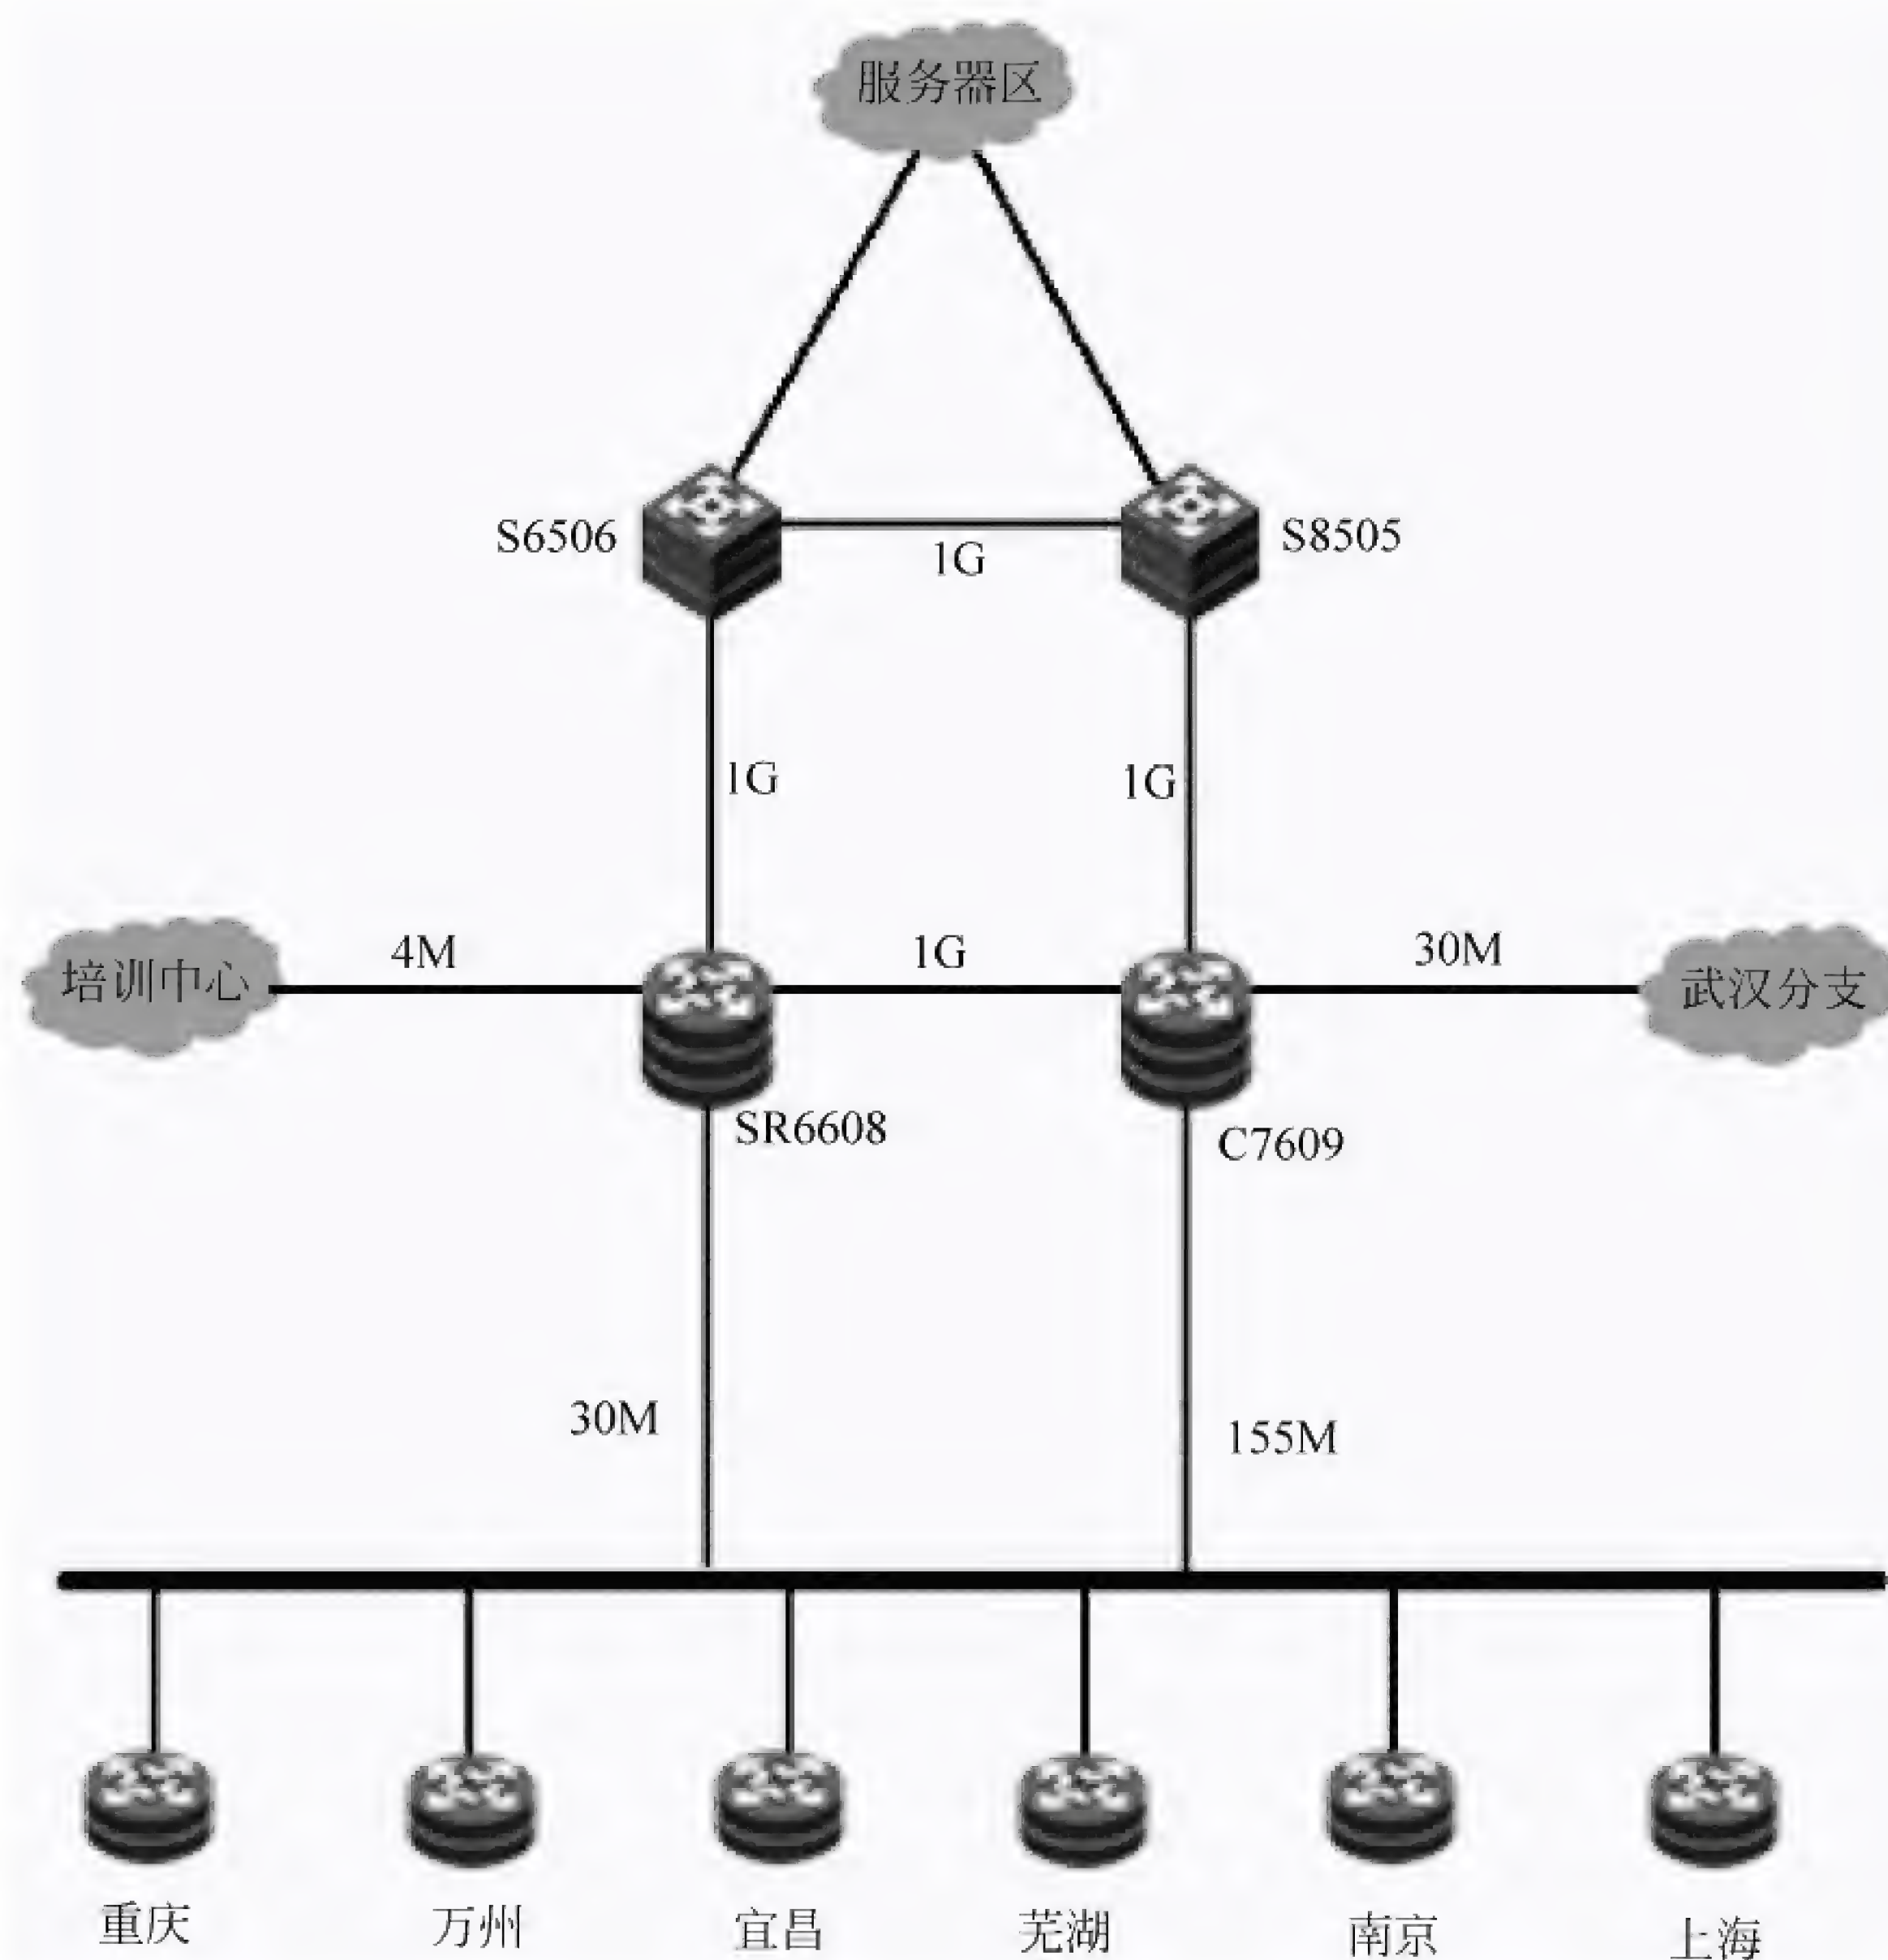 服务器区
S6506
1G
S8505
1G
1G
培训中心
4M
1G
30M
武汉分支
SR6608
C7609
30M
155M
重庆
万州
宜昌
芜湖
南京
上海